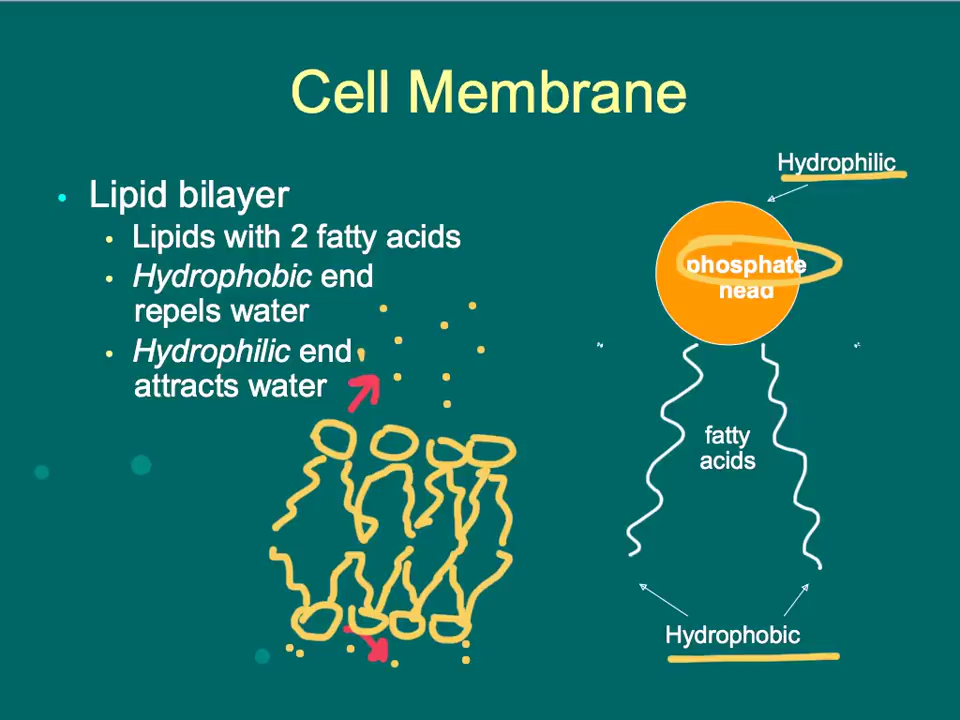 Cell Membrane
Hydrophilic
• Lipid bilayer
• Lipids with 2 fatty acids
• Hydrophobic end
repels water
• Hydrophilic end
attracts water
phosphate
head
fatty
acids
Hydrophobic